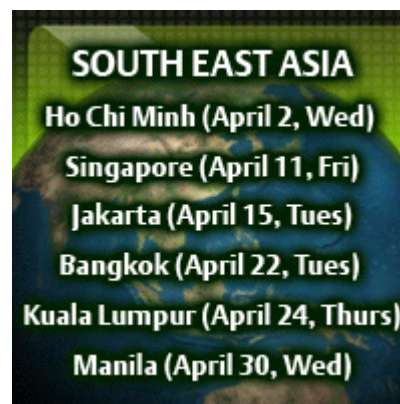 SOUTH EAST ASIA
Ho Chi Minh (April 2, Wed)
Singapore (April 11, Fri)
Jakarta (April 15, Tues)
Bangkok (April 22, Tues)
Kuala Lumpur (April 24, Thurs)
Manila (April 30, Wed)